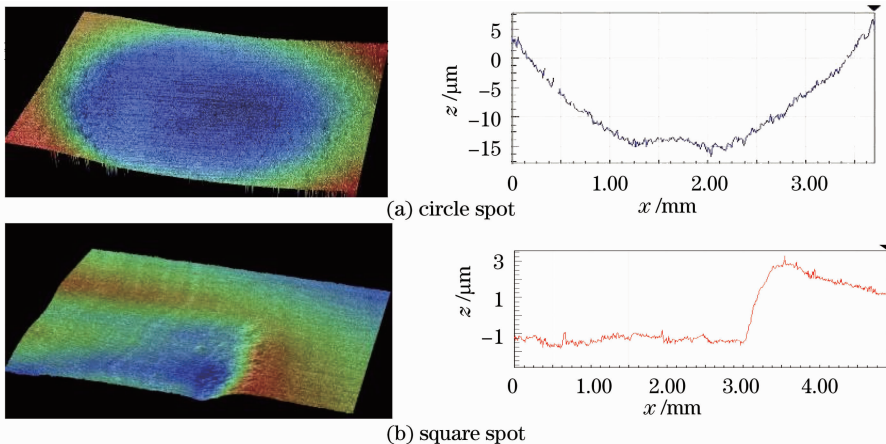 5
0
−5
−10
−15
z /μm
0 1.00 2.00 3.00
x /mm
(a) circle spot
3
1
-1
z /μm
0 1.00 2.00 3.00 4.00
x /mm
(b) square spot